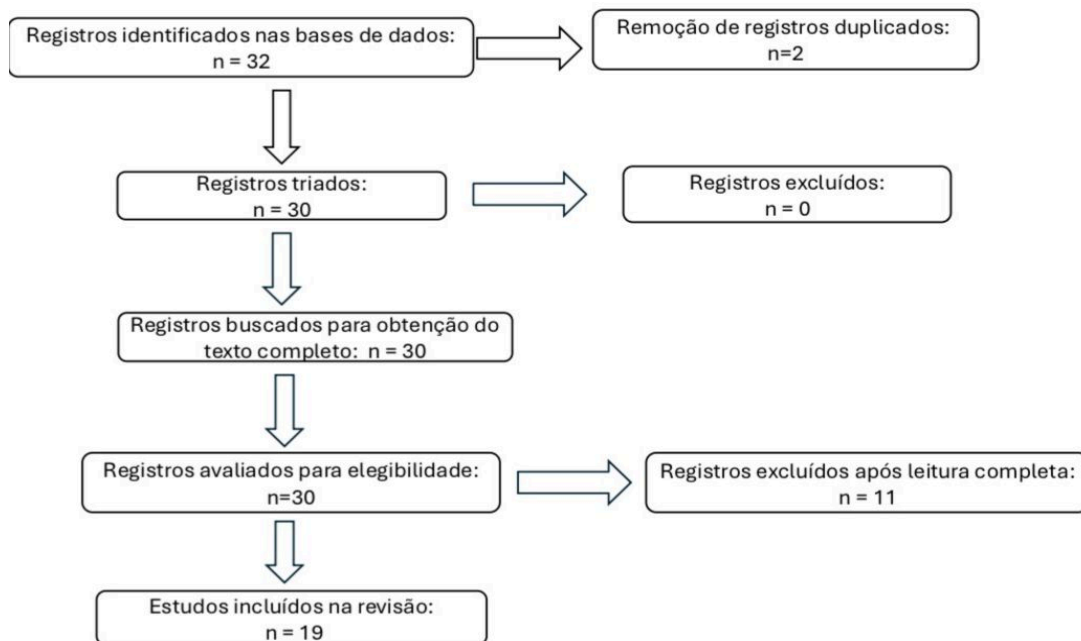 Registros identificados nas bases de dados:
n = 32
Remoção de registros duplicados:
n=2
Registros triados:
n = 30
Registros excluídos:
n = 0
Registros buscados para obtenção do
texto completo: n = 30
Registros avaliados para elegibilidade:
n=30
Registros excluídos após leitura completa:
n = 11
Estudos incluídos na revisão:
n = 19